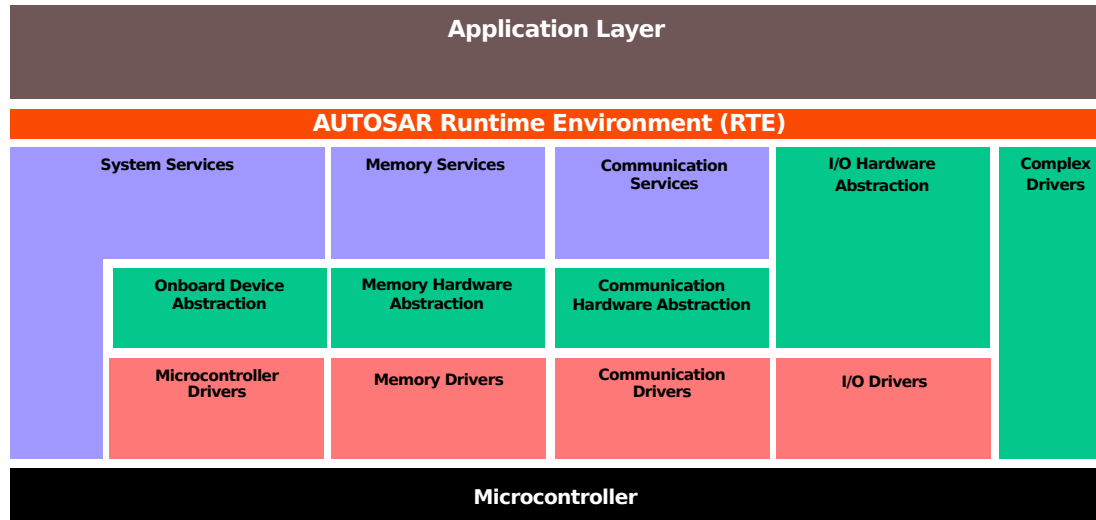 Application Layer
AUTOSAR Runtime Environment (RTE)
System Services
Memory Services
Communication
Services
I/O Hardware
Abstraction
Complex
Drivers
Onboard Device
Abstraction
Memory Hardware
Abstraction
Communication
Hardware Abstraction
Microcontroller
Drivers
Memory Drivers
Communication
Drivers
I/O Drivers
Microcontroller